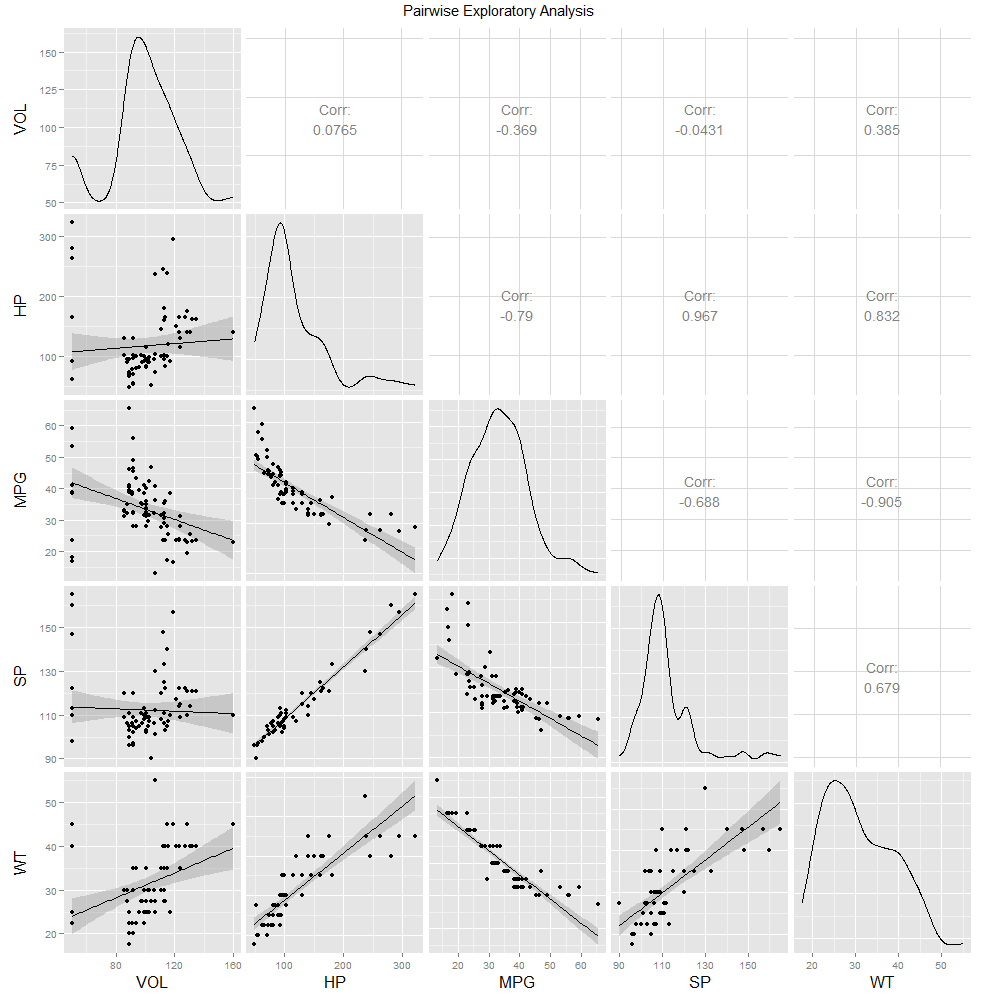 Pairwise Exploratory Analysis
VOL
150
125
100
75
50
Corr:
0.0765
Corr:
-0.369
Corr:
-0.0431
Corr:
0.385
HP
300
200
100
Corr:
-0.79
Corr:
0.967
Corr:
0.832
MPG
60
50
40
30
20
Corr:
-0.688
Corr:
-0.905
SP
150
130
110
90
Corr:
0.679
WT
50
40
30
20
80 120 160
100 200 300
20 30 40 50 60
90 110 130 150
20 30 40 50
VOL HP MPG SP WT